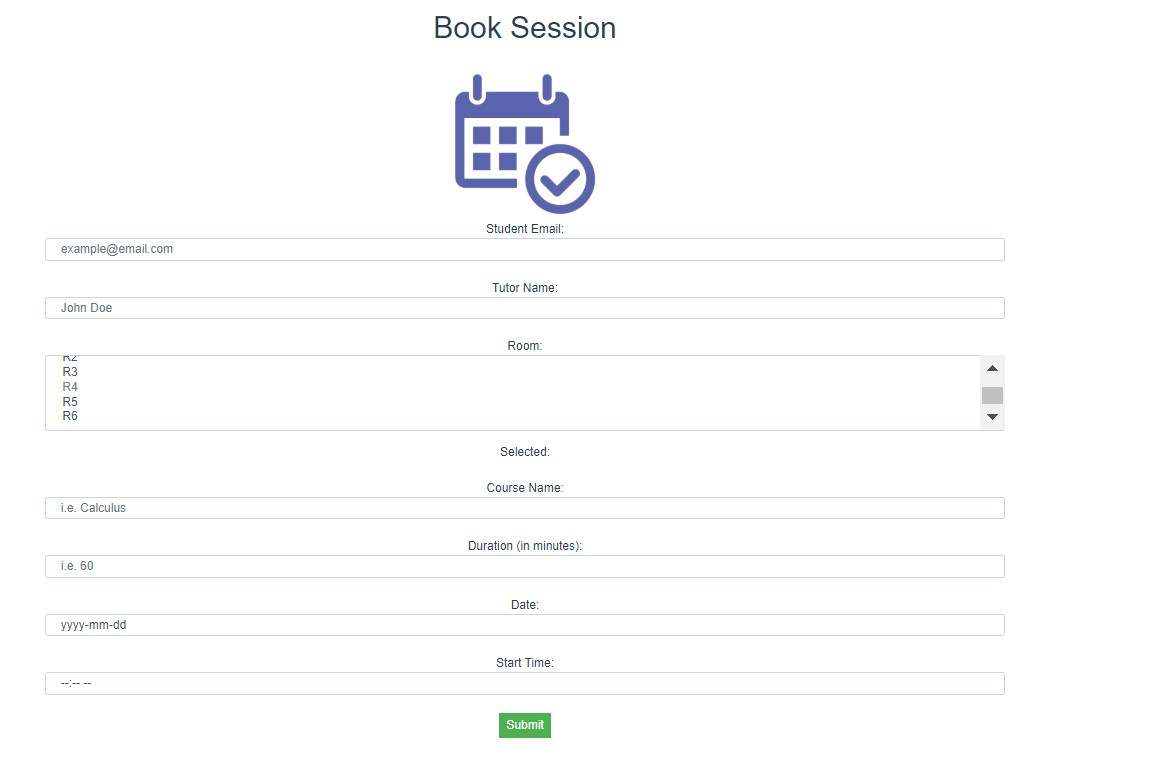 Book Session
Student Email:
example@email.com
Tutor Name:
John Doe
Room:
R2
R3
R4
R5
R6
Selected:
Course Name:
i.e. Calculus
Duration (in minutes):
i.e. 60
Date:
yyyy-mm-dd
Start Time:
--:-- --
Submit